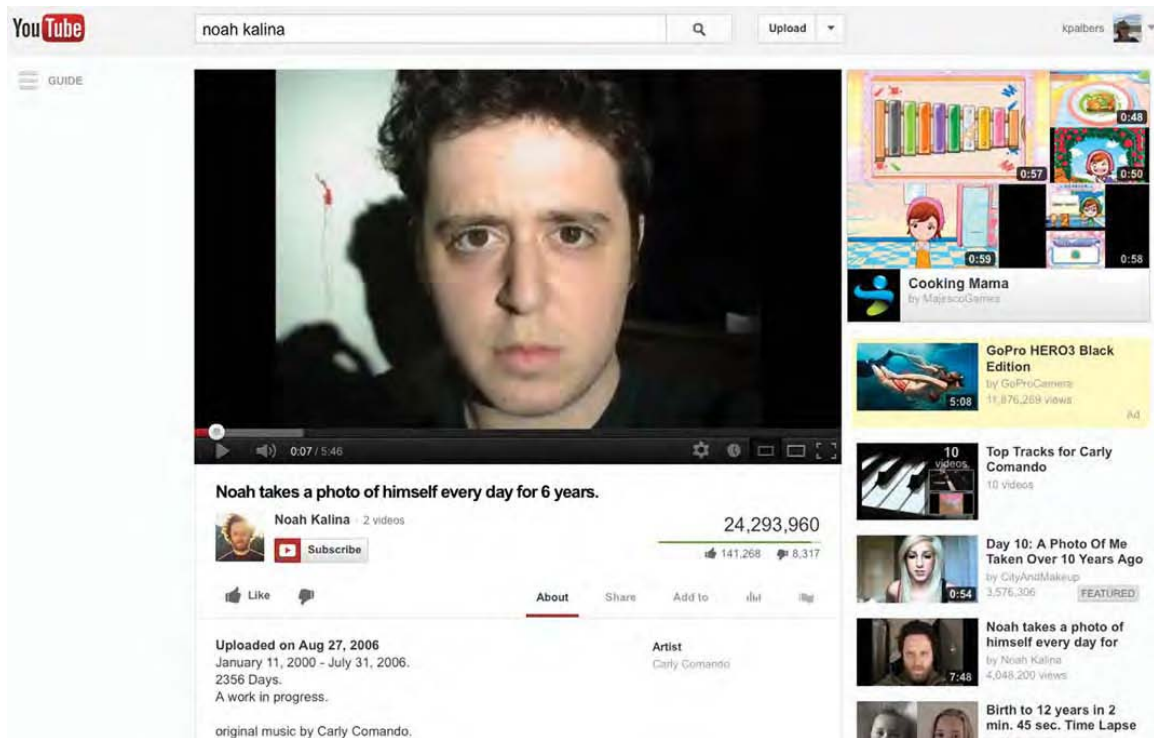 YouTube
noah kalina
Upload
kpalbers
GUIDE
0:07 / 5:46
Noah takes a photo of himself every day for 6 years.
Noah Kalina · 2 videos
Subscribe
24,293,960
141,268 8,317
Like
About Share Add to
Uploaded on Aug 27, 2006
January 11, 2000 - July 31, 2006.
2356 Days.
A work in progress.
original music by Carly Comando.
Artist
Carly Comando
0:48
0:57
0:50
0:59
0:58
Cooking Mama
by MajescoGames
GoPro HERO3 Black
Edition
by GoProCamera
11,876,269 views
Ad
5:08
10
videos
Top Tracks for Carly
Comando
10 videos
Day 10: A Photo Of Me
Taken Over 10 Years Ago
by CityAndMakeup
3,576,306
FEATURED
0:54
Noah takes a photo of
himself every day for
by Noah Kalina
4,048,200 views
7:48
Birth to 12 years in 2
min. 45 sec. Time Lapse